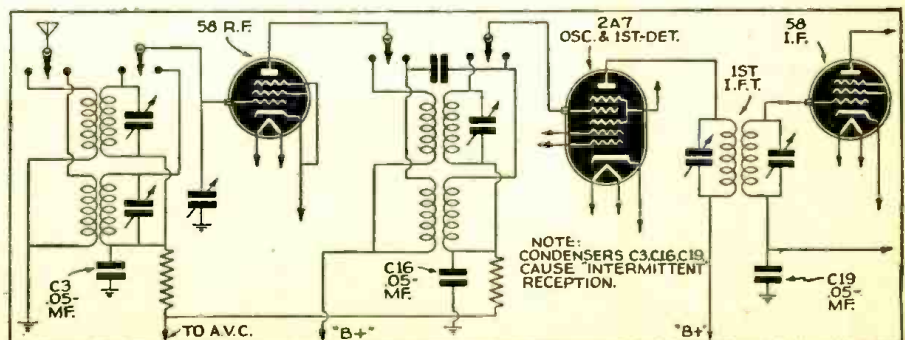 58 R.F.
2A7
OSC. & 1ST-DET.
58
I.F.
1ST
I.F.T.
NOTE:
CONDENSERS C3,C16,C19,
CAUSE INTERMITTENT
RECEPTION.
C3
.05-
MF.
C16
.05-
MF.
C19
.05-
MF.
TO A.V.C.
"B+"
"B+"